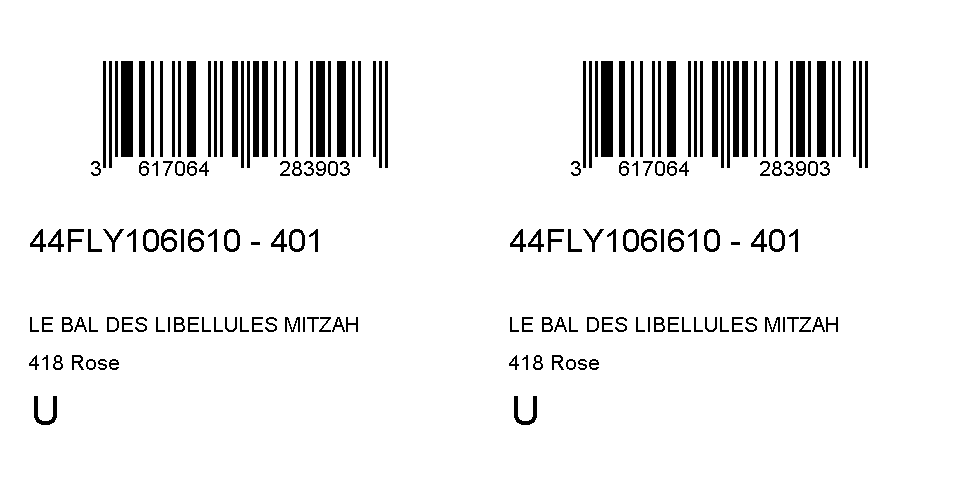 3 617064 283903
44FLY106I610 - 401
LE BAL DES LIBELLULES MITZAH
418 Rose
U
3 617064 283903
44FLY106I610 - 401
LE BAL DES LIBELLULES MITZAH
418 Rose
U